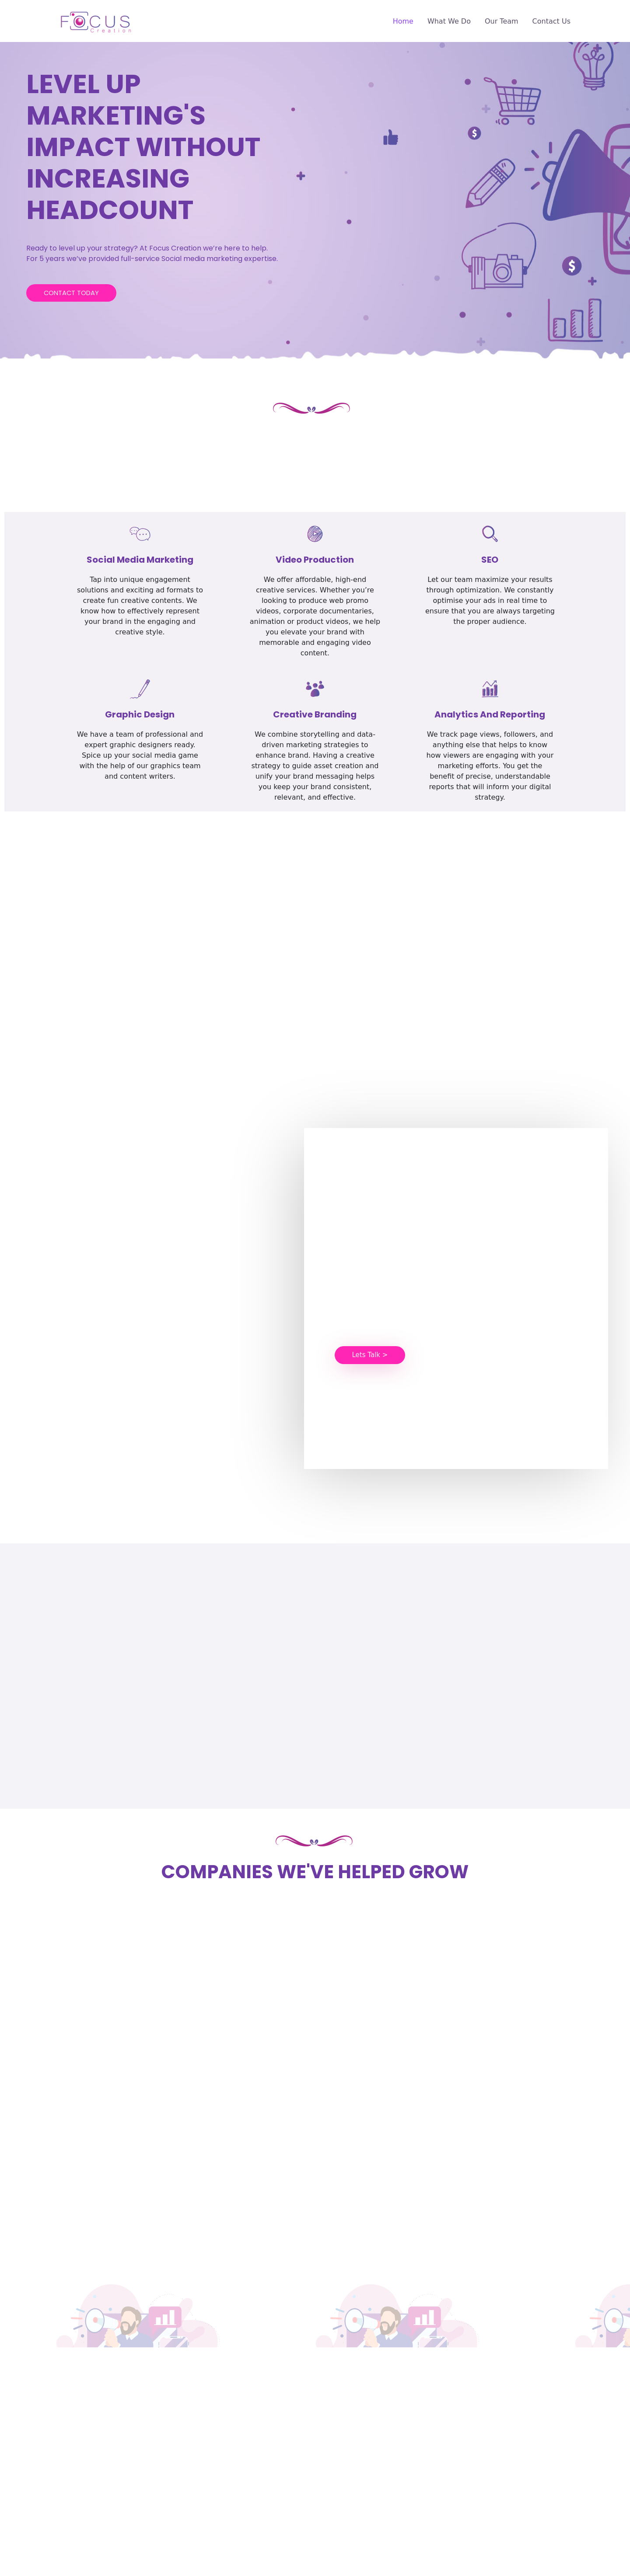 FOCUS
Creation
Home
What We Do
Our Team
Contact Us
LEVEL UP
MARKETING'S
IMPACT WITHOUT
INCREASING
HEADCOUNT
Ready to level up your strategy? At Focus Creation we're here to help.
For 5 years we've provided full-service Social media marketing expertise.
CONTACT TODAY
Social Media Marketing
Tap into unique engagement
solutions and exciting ad formats to
create fun creative contents. We
know how to effectively represent
your brand in the engaging and
creative style.
Video Production
We offer affordable, high-end
creative services. Whether you're
looking to produce web promo
videos, corporate documentaries,
animation or product videos, we help
you elevate your brand with
memorable and engaging video
content.
SEO
Let our team maximize your results
through optimization. We constantly
optimise your ads in real time to
ensure that you are always targeting
the proper audience.
Graphic Design
We have a team of professional and
expert graphic designers ready.
Spice up your social media game
with the help of our graphics team
and content writers.
Creative Branding
We combine storytelling and data-
driven marketing strategies to
enhance brand. Having a creative
strategy to guide asset creation and
unify your brand messaging helps
you keep your brand consistent,
relevant, and effective.
Analytics And Reporting
We track page views, followers, and
anything else that helps to know
how viewers are engaging with your
marketing efforts. You get the
benefit of precise, understandable
reports that will inform your digital
strategy.
Lets Talk >
COMPANIES WE'VE HELPED GROW